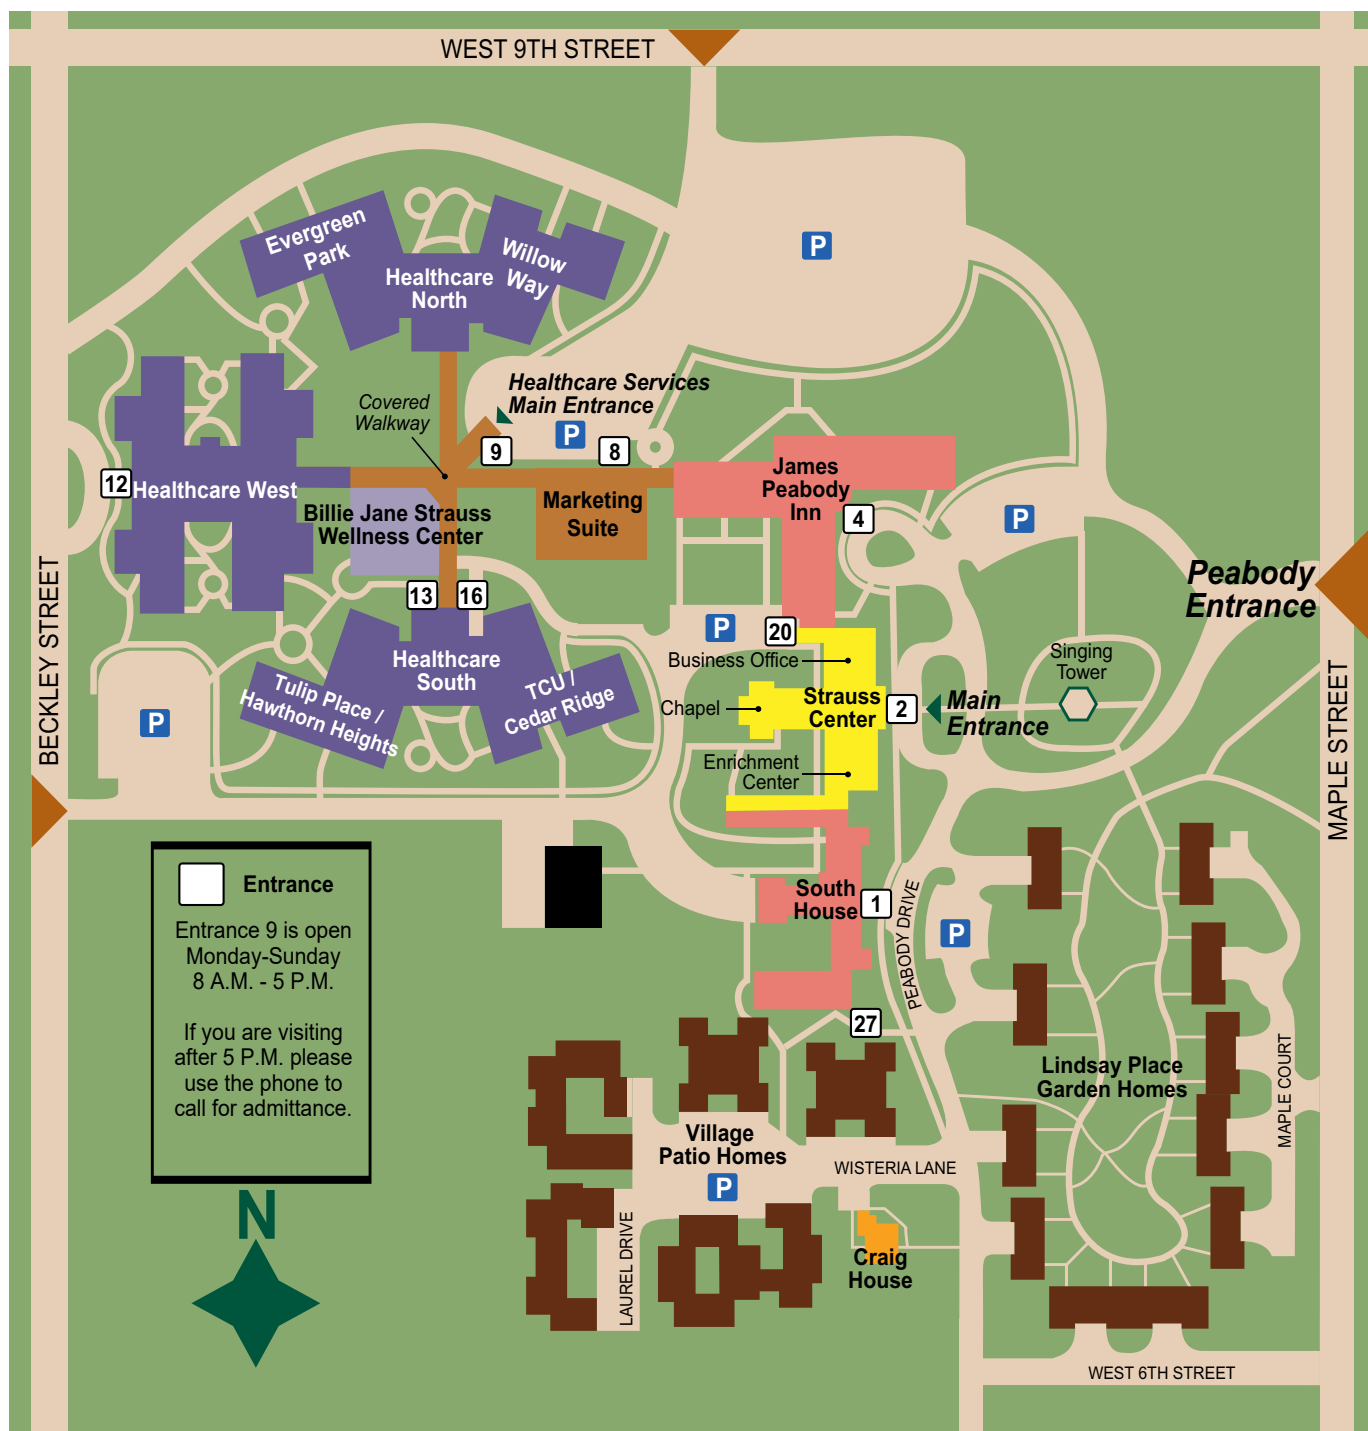 WEST 9TH STREET
Evergreen
Park
Willow
Way
Healthcare
North
P
Healthcare Services
Main Entrance
Covered
Walkway
P
9
8
12
Healthcare West
Billie Jane Strauss
Wellness Center
Marketing
Suite
James
Peabody
Inn
4
P
Peabody
Entrance
BECKLEY STREET
13
16
P
20
Business Office
Healthcare
South
Tulip Place /
Hawthorn Heights
TCU /
Cedar Ridge
Chapel
Strauss
Center
2
Main
Entrance
Singing
Tower
P
Enrichment
Center
MAPLE STREET
Entrance
Entrance 9 is open
Monday-Sunday
8 A.M. - 5 P.M.
If you are visiting
after 5 P.M. please
use the phone to
call for admittance.
South
House
1
PEABODY DRIVE
P
27
Lindsay Place
Garden Homes
MAPLE COURT
Village
Patio Homes
P
WISTERIA LANE
LAUREL DRIVE
Craig
House
N
WEST 6TH STREET